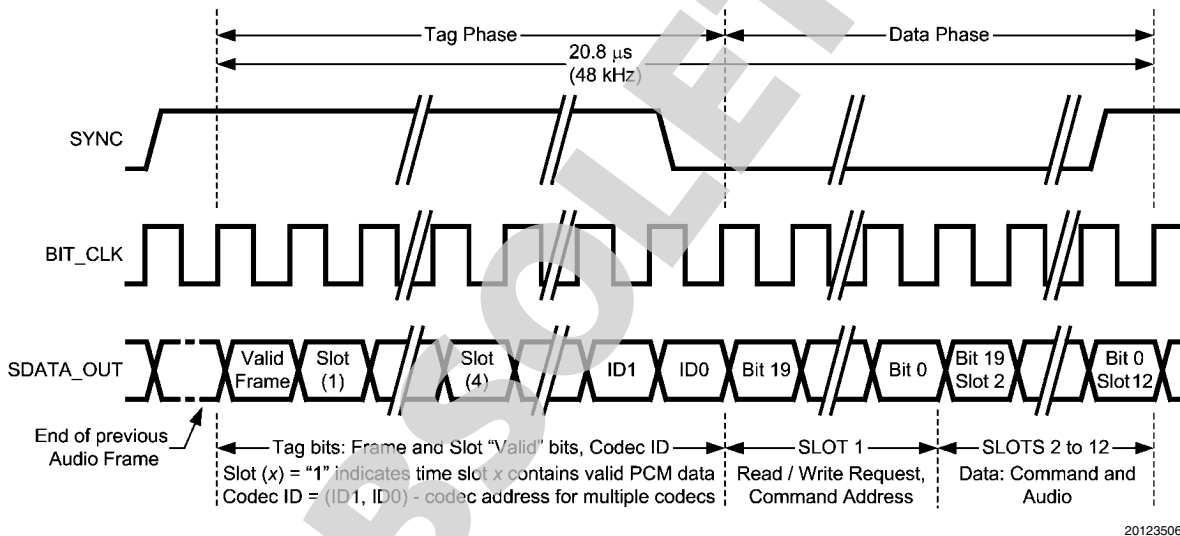 Tag Phase
Data Phase
20.8 μs
(48 kHz)
SYNC
BIT_CLK
SDATA_OUT
Valid Frame
Slot (1)
Slot (4)
ID1
ID0
Bit 19
Bit 0
Bit 19 Slot 2
Bit 0 Slot 12
End of previous
Audio Frame
Tag bits: Frame and Slot “Valid” bits, Codec ID
Slot (x) = “1” indicates time slot x contains valid PCM data
Codec ID = (ID1, ID0) - codec address for multiple codecs
SLOT 1
Read / Write Request,
Command Address
SLOTS 2 to 12
Data: Command and
Audio
20123506
BSOLET